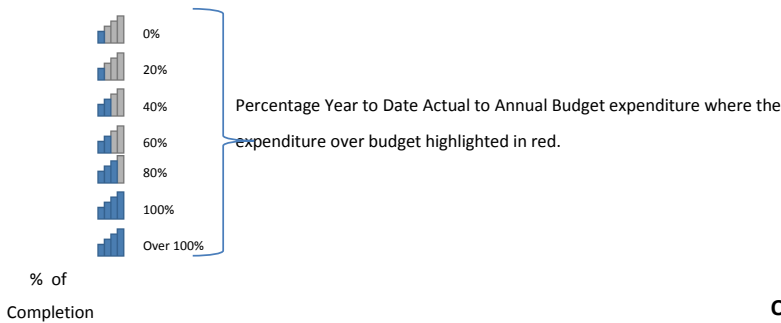 0%
20%
40%
Percentage Year to Date Actual to Annual Budget expenditure where the
60%
expenditure over budget highlighted in red.
80%
100%
Over 100%
% of
Completion